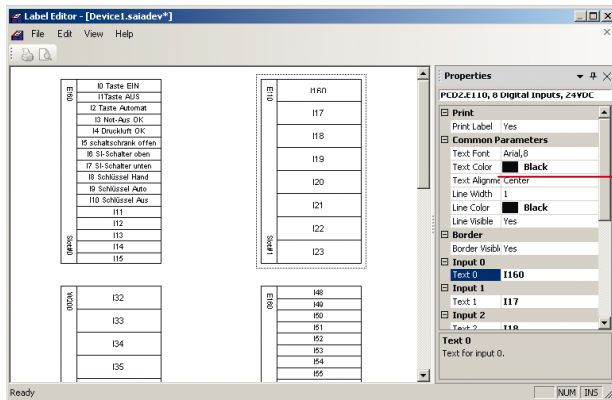 Label Editor - [Device1.saiadev*]
File Edit View Help
E160
I0 Taste EIN
I1Taste AUS
I2 Taste Automat
I3 Not-Aus OK
I4 Druckluft OK
I5 schaltschrank offen
I6 SI-Schalter oben
I7 SI-Schalter unten
I8 Schlüssel Hand
I9 Schlüssel Auto
I10 Schlüssel Aus
I11
I12
I13
I14
I15
Slot#0
E110
I160
I17
I18
I19
I20
I21
I22
I23
Slot#1
W200
I32
I33
I34
I35
E160
I48
I49
I50
I51
I52
I53
I54
I55
Properties
PCD2.E110, 8 Digital Inputs, 24VDC
Print
Print Label Yes
Common Parameters
Text Font Arial,8
Text Color Black
Text Alignme Center
Line Width 1
Line Color Black
Line Visible Yes
Border
Border Visibl Yes
Input 0
Text 0 I160
Input 1
Text 1 I17
Input 2
Text 2 I18
Text 0
Text for input 0.
Ready
NUM INS